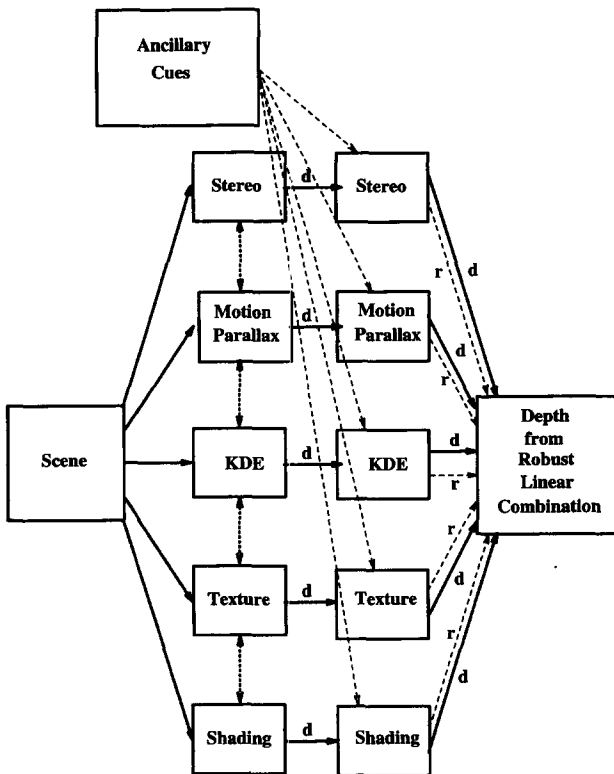 Ancillary
Cues
Stereo
d
Stereo
r
d
Motion
Parallax
d
Motion
Parallax
d
r
Scene
KDE
d
KDE
d
r
Depth
from
Robust
Linear
Combination
Texture
d
Texture
r
d
Shading
d
Shading
r
d